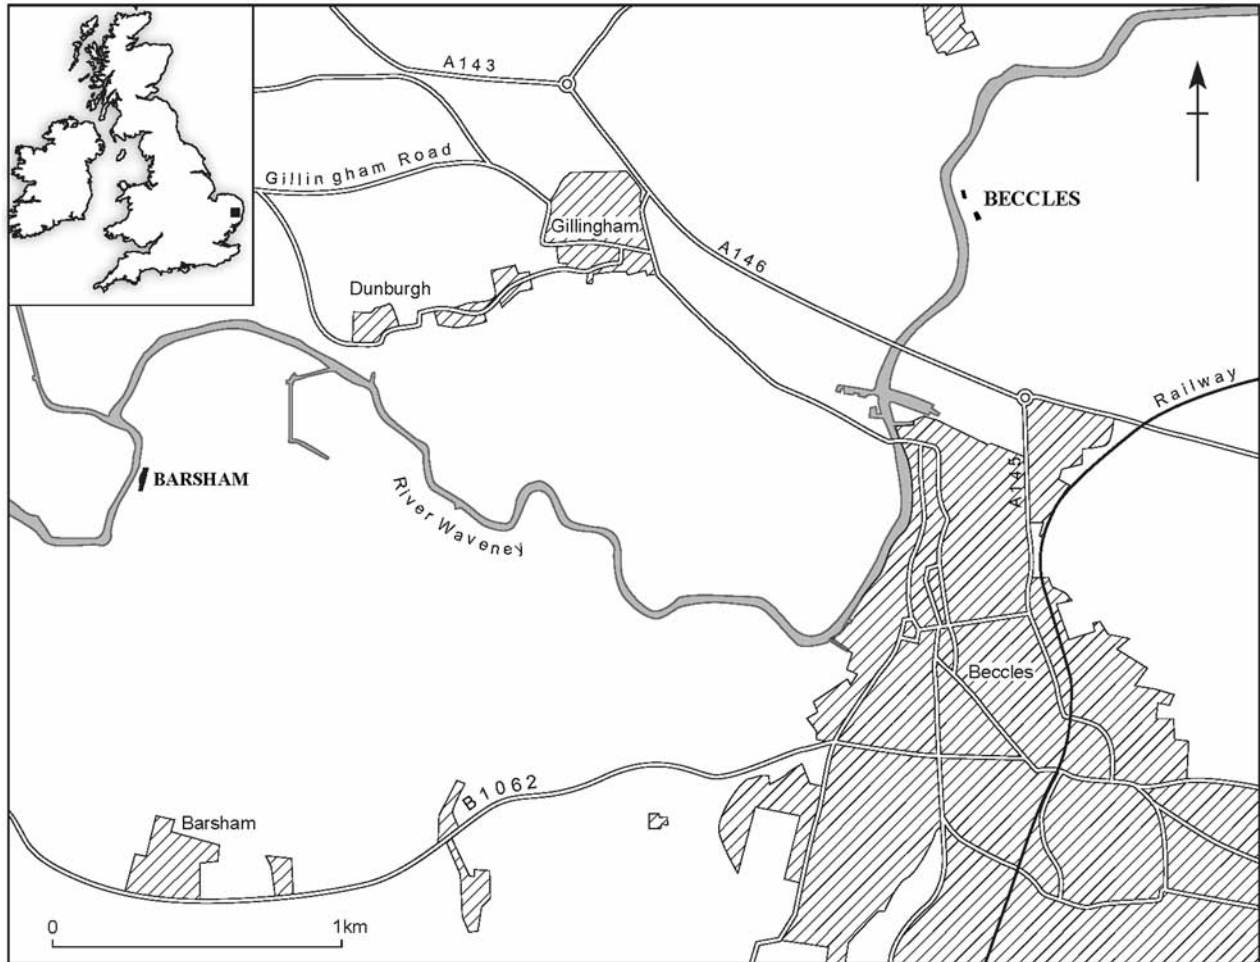 A143
Gillingham Road
BECCLES
Gillingham
A146
Dunburgh
Railway
BARSHAM
A145
River Waveney
Beccles
B1062
Barsham
0 1km